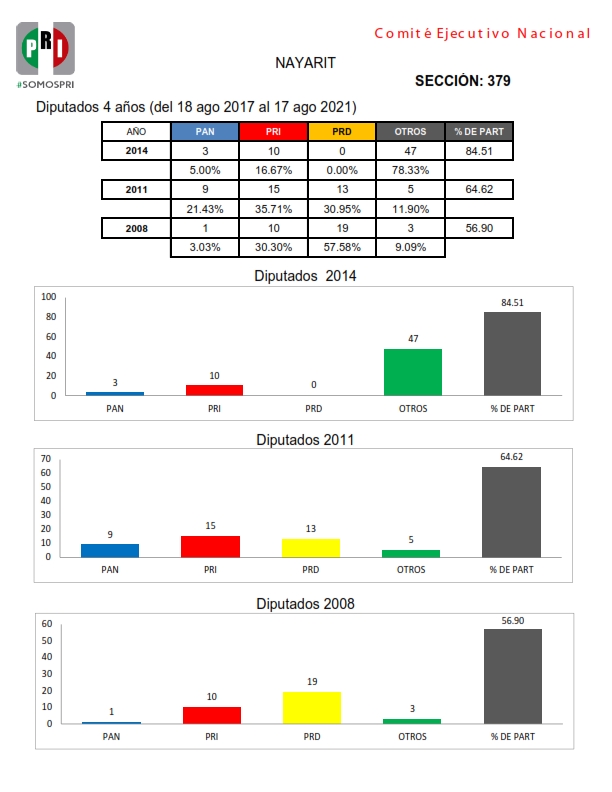 PRI
#SOMOSPRI
Comité Ejecutivo Nacional
NAYARIT
SECCIÓN: 379
Diputados 4 años (del 18 ago 2017 al 17 ago 2021)
AÑO PAN PRI PRD OTROS % DE PART
2014 3 10 0 47 84.51
5.00% 16.67% 0.00% 78.33%
2011 9 15 13 5 64.62
21.43% 35.71% 30.95% 11.90%
2008 1 10 19 3 56.90
3.03% 30.30% 57.58% 9.09%
Diputados 2014
100
80
60
40
20
0
3 10 0 47 84.51
PAN PRI PRD OTROS % DE PART
Diputados 2011
70
60
50
40
30
20
10
0
9 15 13 5 64.62
PAN PRI PRD OTROS % DE PART
Diputados 2008
60
50
40
30
20
10
0
1 10 19 3 56.90
PAN PRI PRD OTROS % DE PART